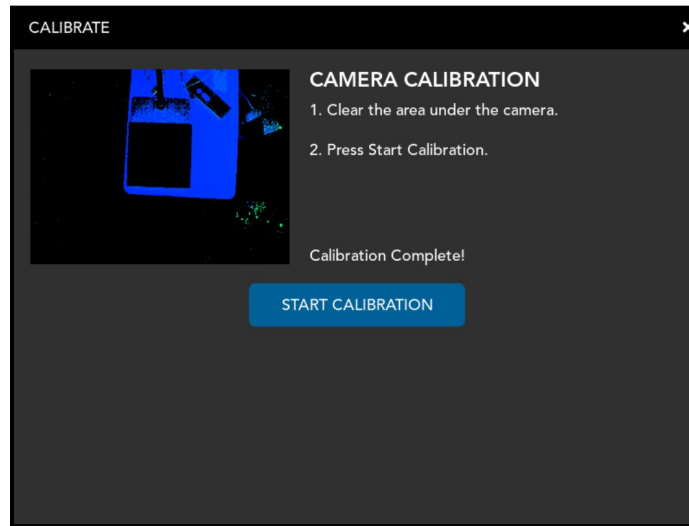 CALIBRATE
CAMERA CALIBRATION
1. Clear the area under the camera.
2. Press Start Calibration.
Calibration Complete!
START CALIBRATION